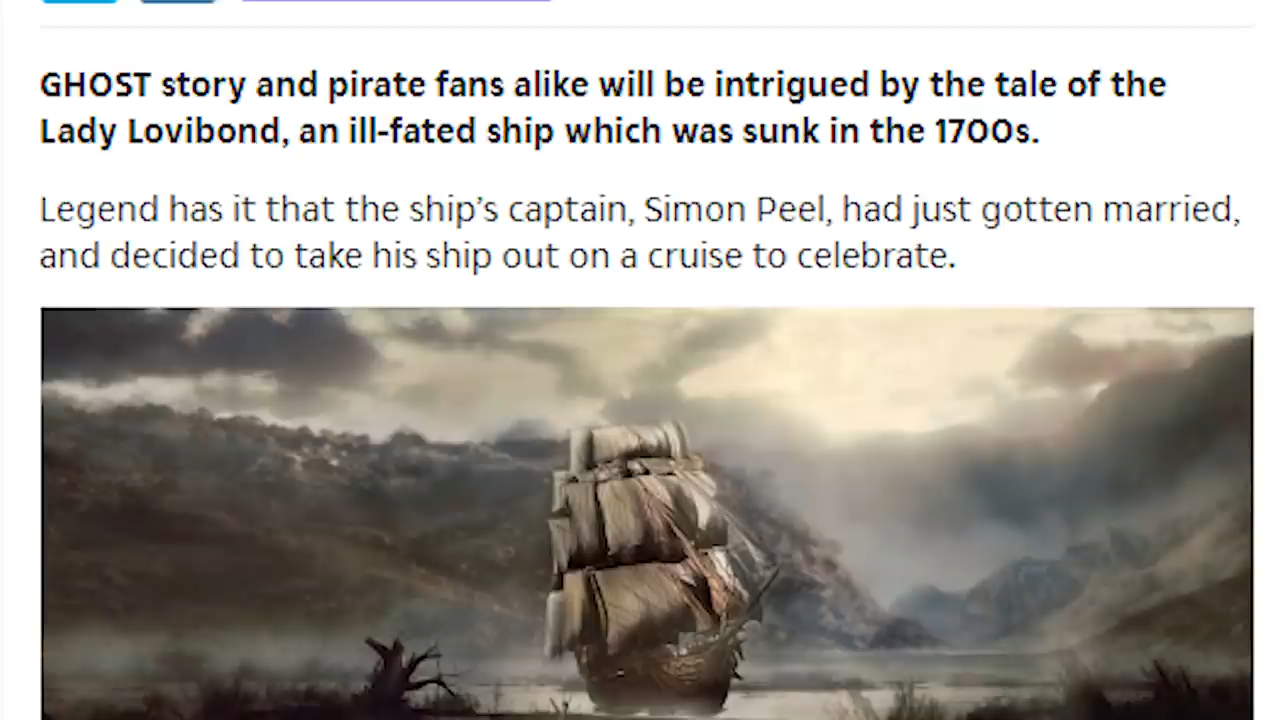 GHOST story and pirate fans alike will be intrigued by the tale of the
Lady Lovibond, an ill-fated ship which was sunk in the 1700s.
Legend has it that the ship’s captain, Simon Peel, had just gotten married,
and decided to take his ship out on a cruise to celebrate.